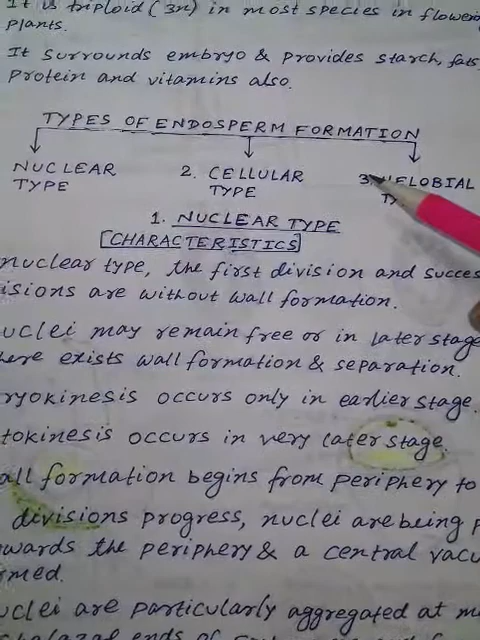 It is triploid (3n) in most species in flowering
plants.
It surrounds embryo & provides starch, fats
Protein and vitamins also.
TYPES OF ENDOSPERM FORMATION
NUCLEAR TYPE
2. CELLULAR TYPE
3. HELOBIAL
1. NUCLEAR TYPE
CHARACTERISTICS
nuclear type, the first division and succes
isions are without wall formation.
uclei may remain free or in later stage
here exists wall formation & separation.
ryokinesis occurs only in earlier stage.
tokinesis occurs in very later stage.
all formation begins from periphery to
divisions progress, nuclei are being p
wards the periphery & a central vacu
rmed.
uclei are particularly aggregated at m
chalazal ends of